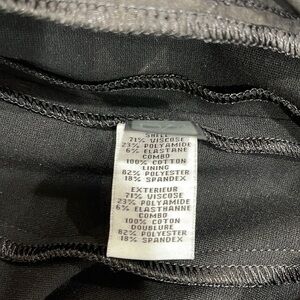 SHELL
71% VISCOSE
23% POLYAMIDE
6% ELASTANE
COMBO
100% COTTON
LINING
82% POLYESTER
18% SPANDEX
EXTERIEUR
71% VISCOSE
23% POLYAMIDE
6% ELASTHANNE
COMBO
100% COTON
DOUBLURE
82% POLYESTER
18% SPANDEX